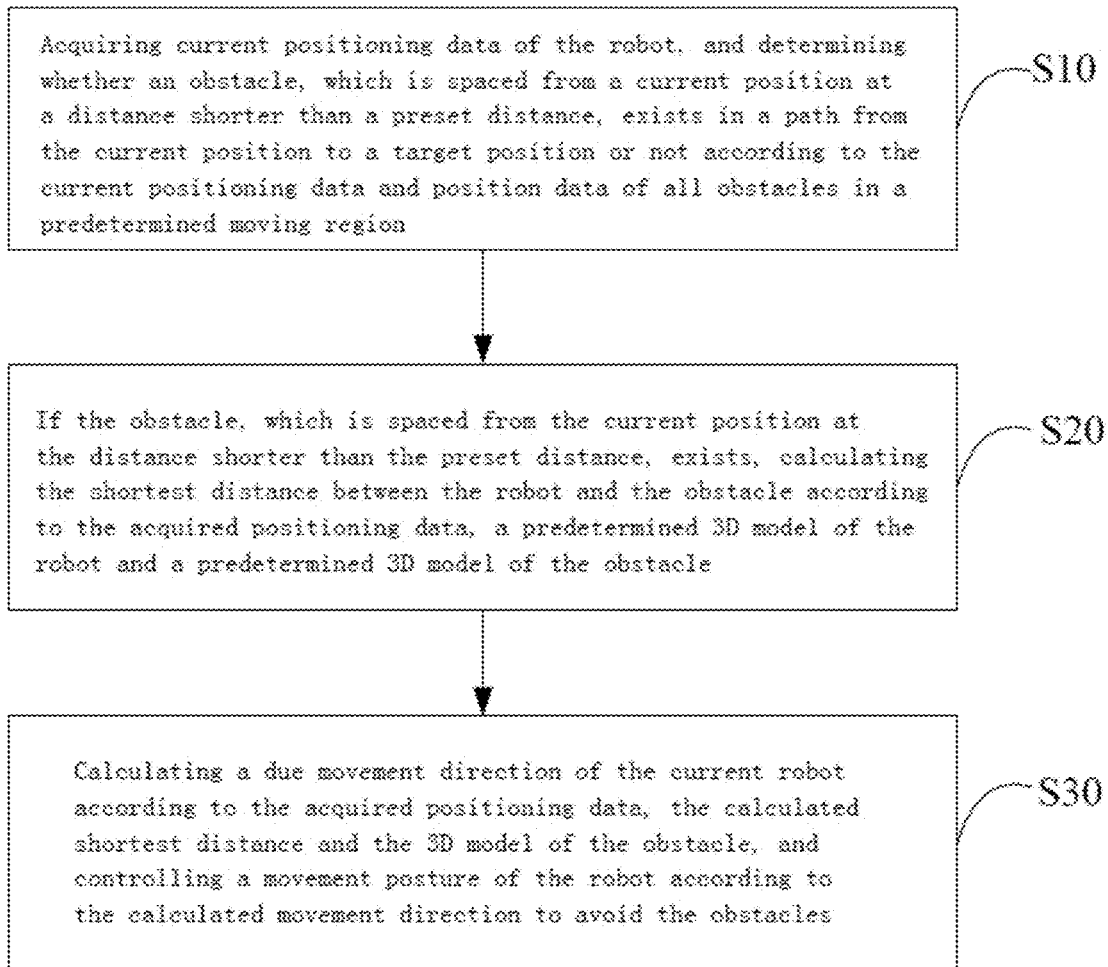 Acquiring current positioning data of the robot, and determining
whether an obstacle, which is spaced from a current position at
a distance shorter than a preset distance, exists in a path from
the current position to a target position or not according to the
current positioning data and position data of all obstacles in a
predetermined moving region
S10
If the obstacle, which is spaced from the current position at
the distance shorter than the preset distance, exists, calculating
the shortest distance between the robot and the obstacle according
to the acquired positioning data, a predetermined 3D model of the
robot and a predetermined 3D model of the obstacle
S20
Calculating a due movement direction of the current robot
according to the acquired positioning data, the calculated
shortest distance and the 3D model of the obstacle, and
controlling a movement posture of the robot according to
the calculated movement direction to avoid the obstacles
S30